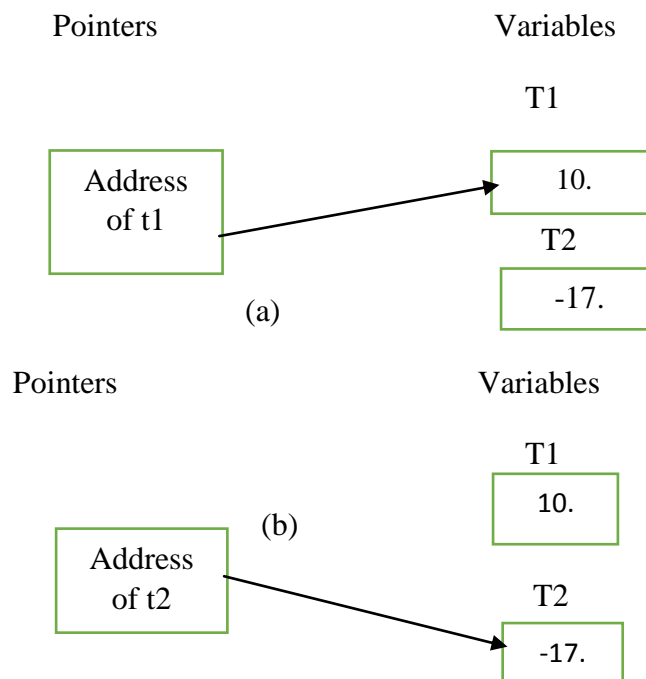 Pointers Variables
T1
Address
of t1
10.
T2
(a)
-17.
Pointers Variables
T1
10.
(b)
Address
of t2
T2
-17.